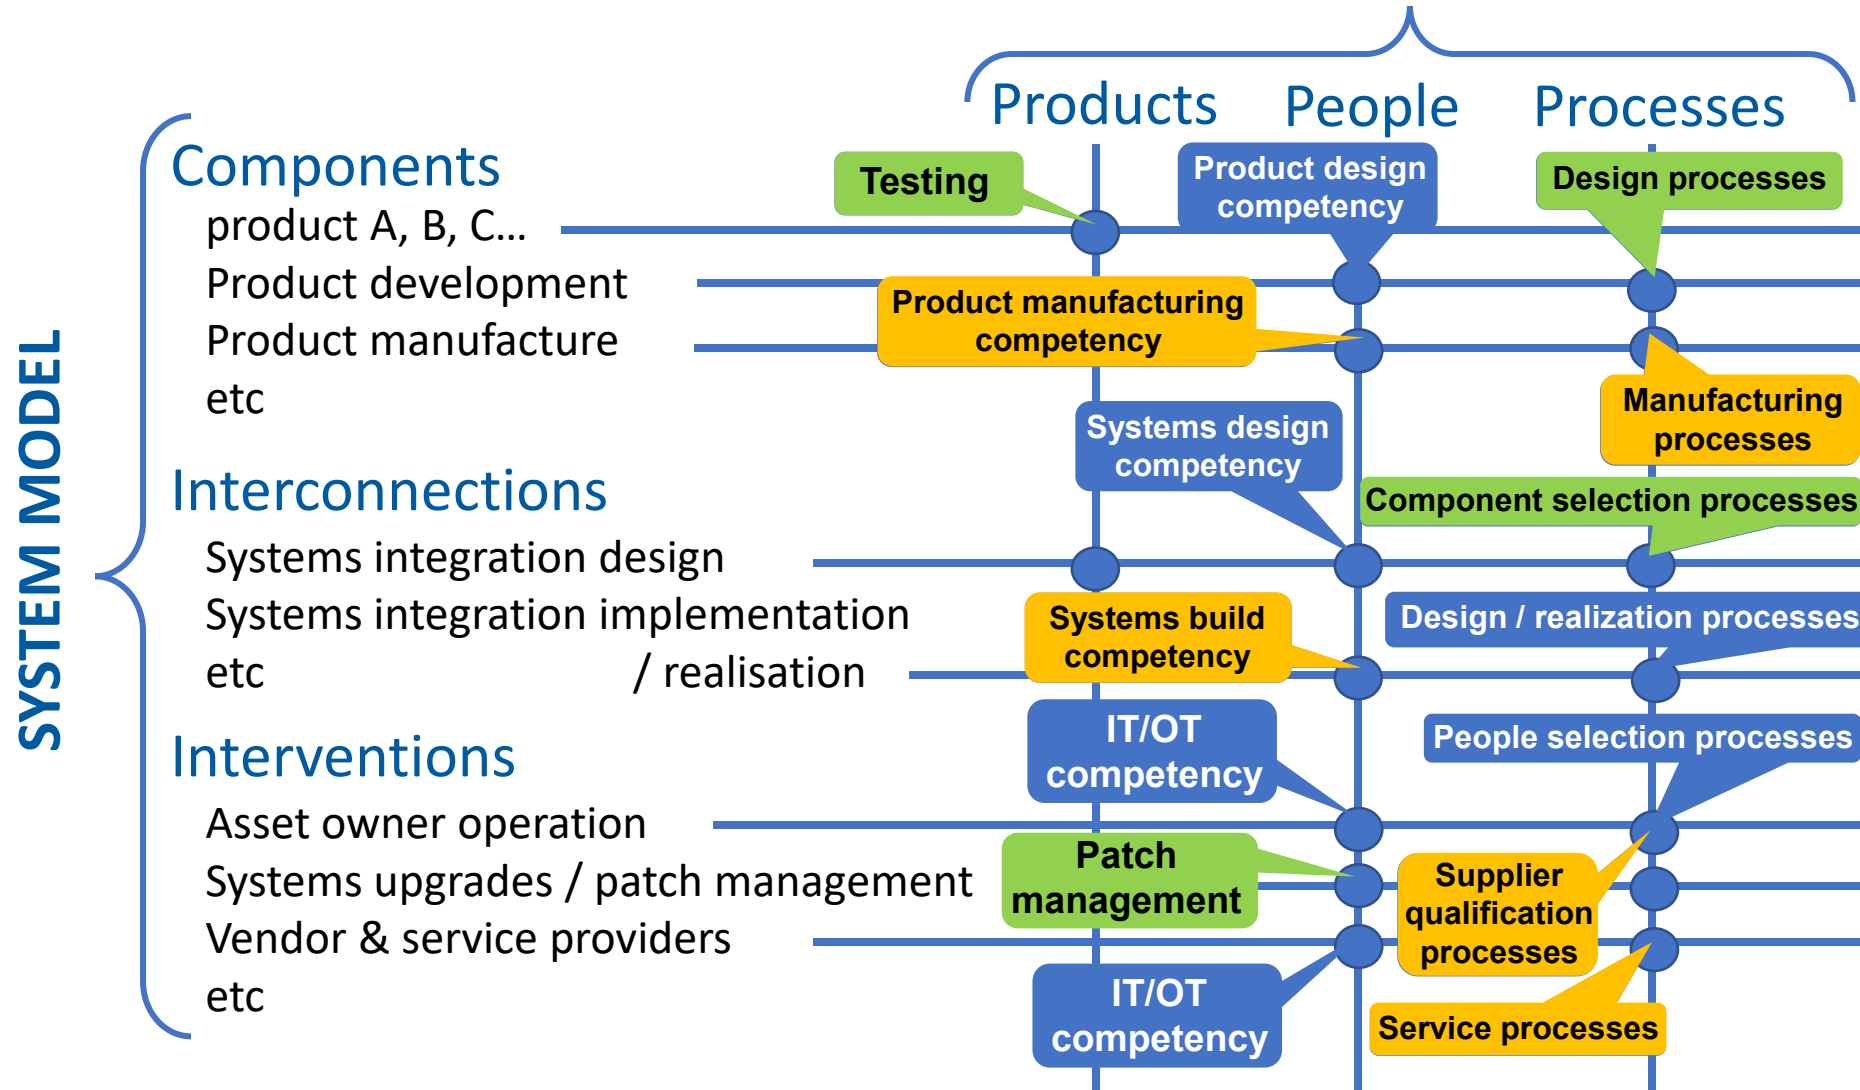 Products People Processes
SYSTEM MODEL
Components
product A, B, C...
Product development
Product manufacture
etc
Interconnections
Systems integration design
Systems integration implementation
etc / realisation
Interventions
Asset owner operation
Systems upgrades / patch management
Vendor & service providers
etc
Testing
Product design
competency
Design processes
Product manufacturing
competency
Manufacturing
processes
Systems design
competency
Component selection processes
Systems build
competency
Design / realization processes
IT/OT
competency
People selection processes
Patch
management
Supplier
qualification
processes
IT/OT
competency
Service processes